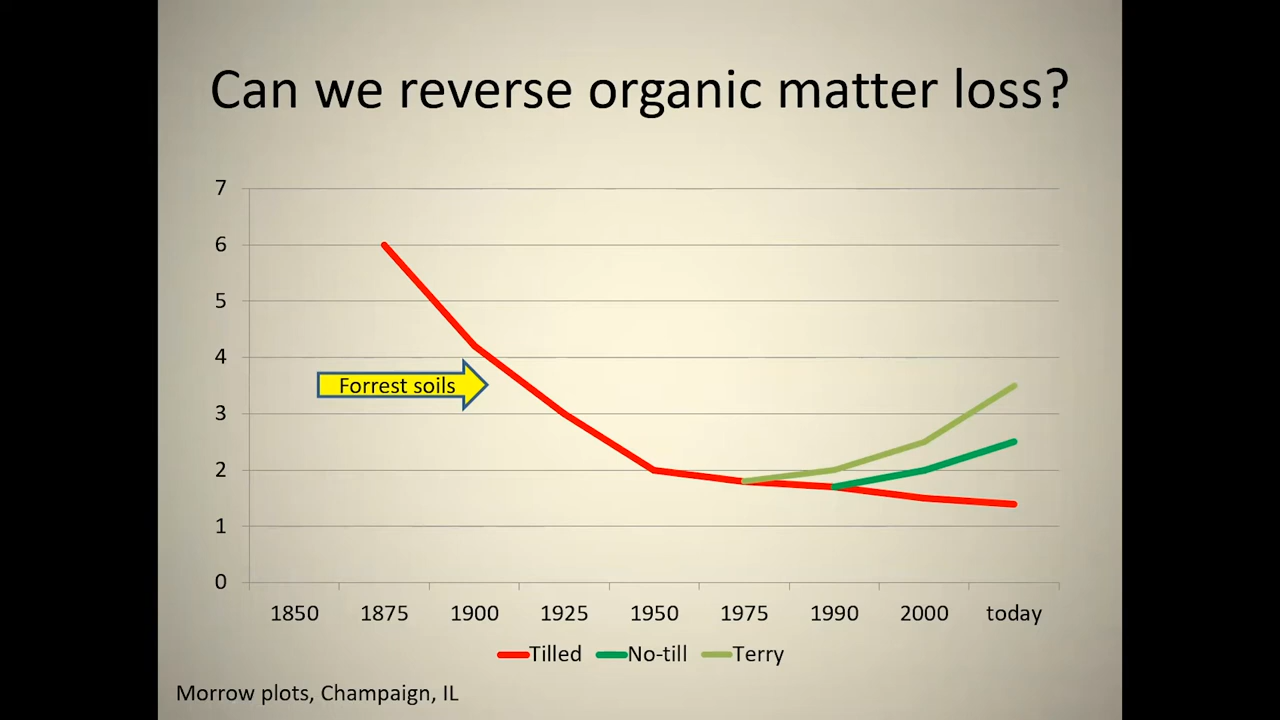 Can we reverse organic matter loss?
7
6
5
4
Forrest soils
3
2
1
0
1850 1875 1900 1925 1950 1975 1990 2000 today
Tilled No-till Terry
Morrow plots, Champaign, IL